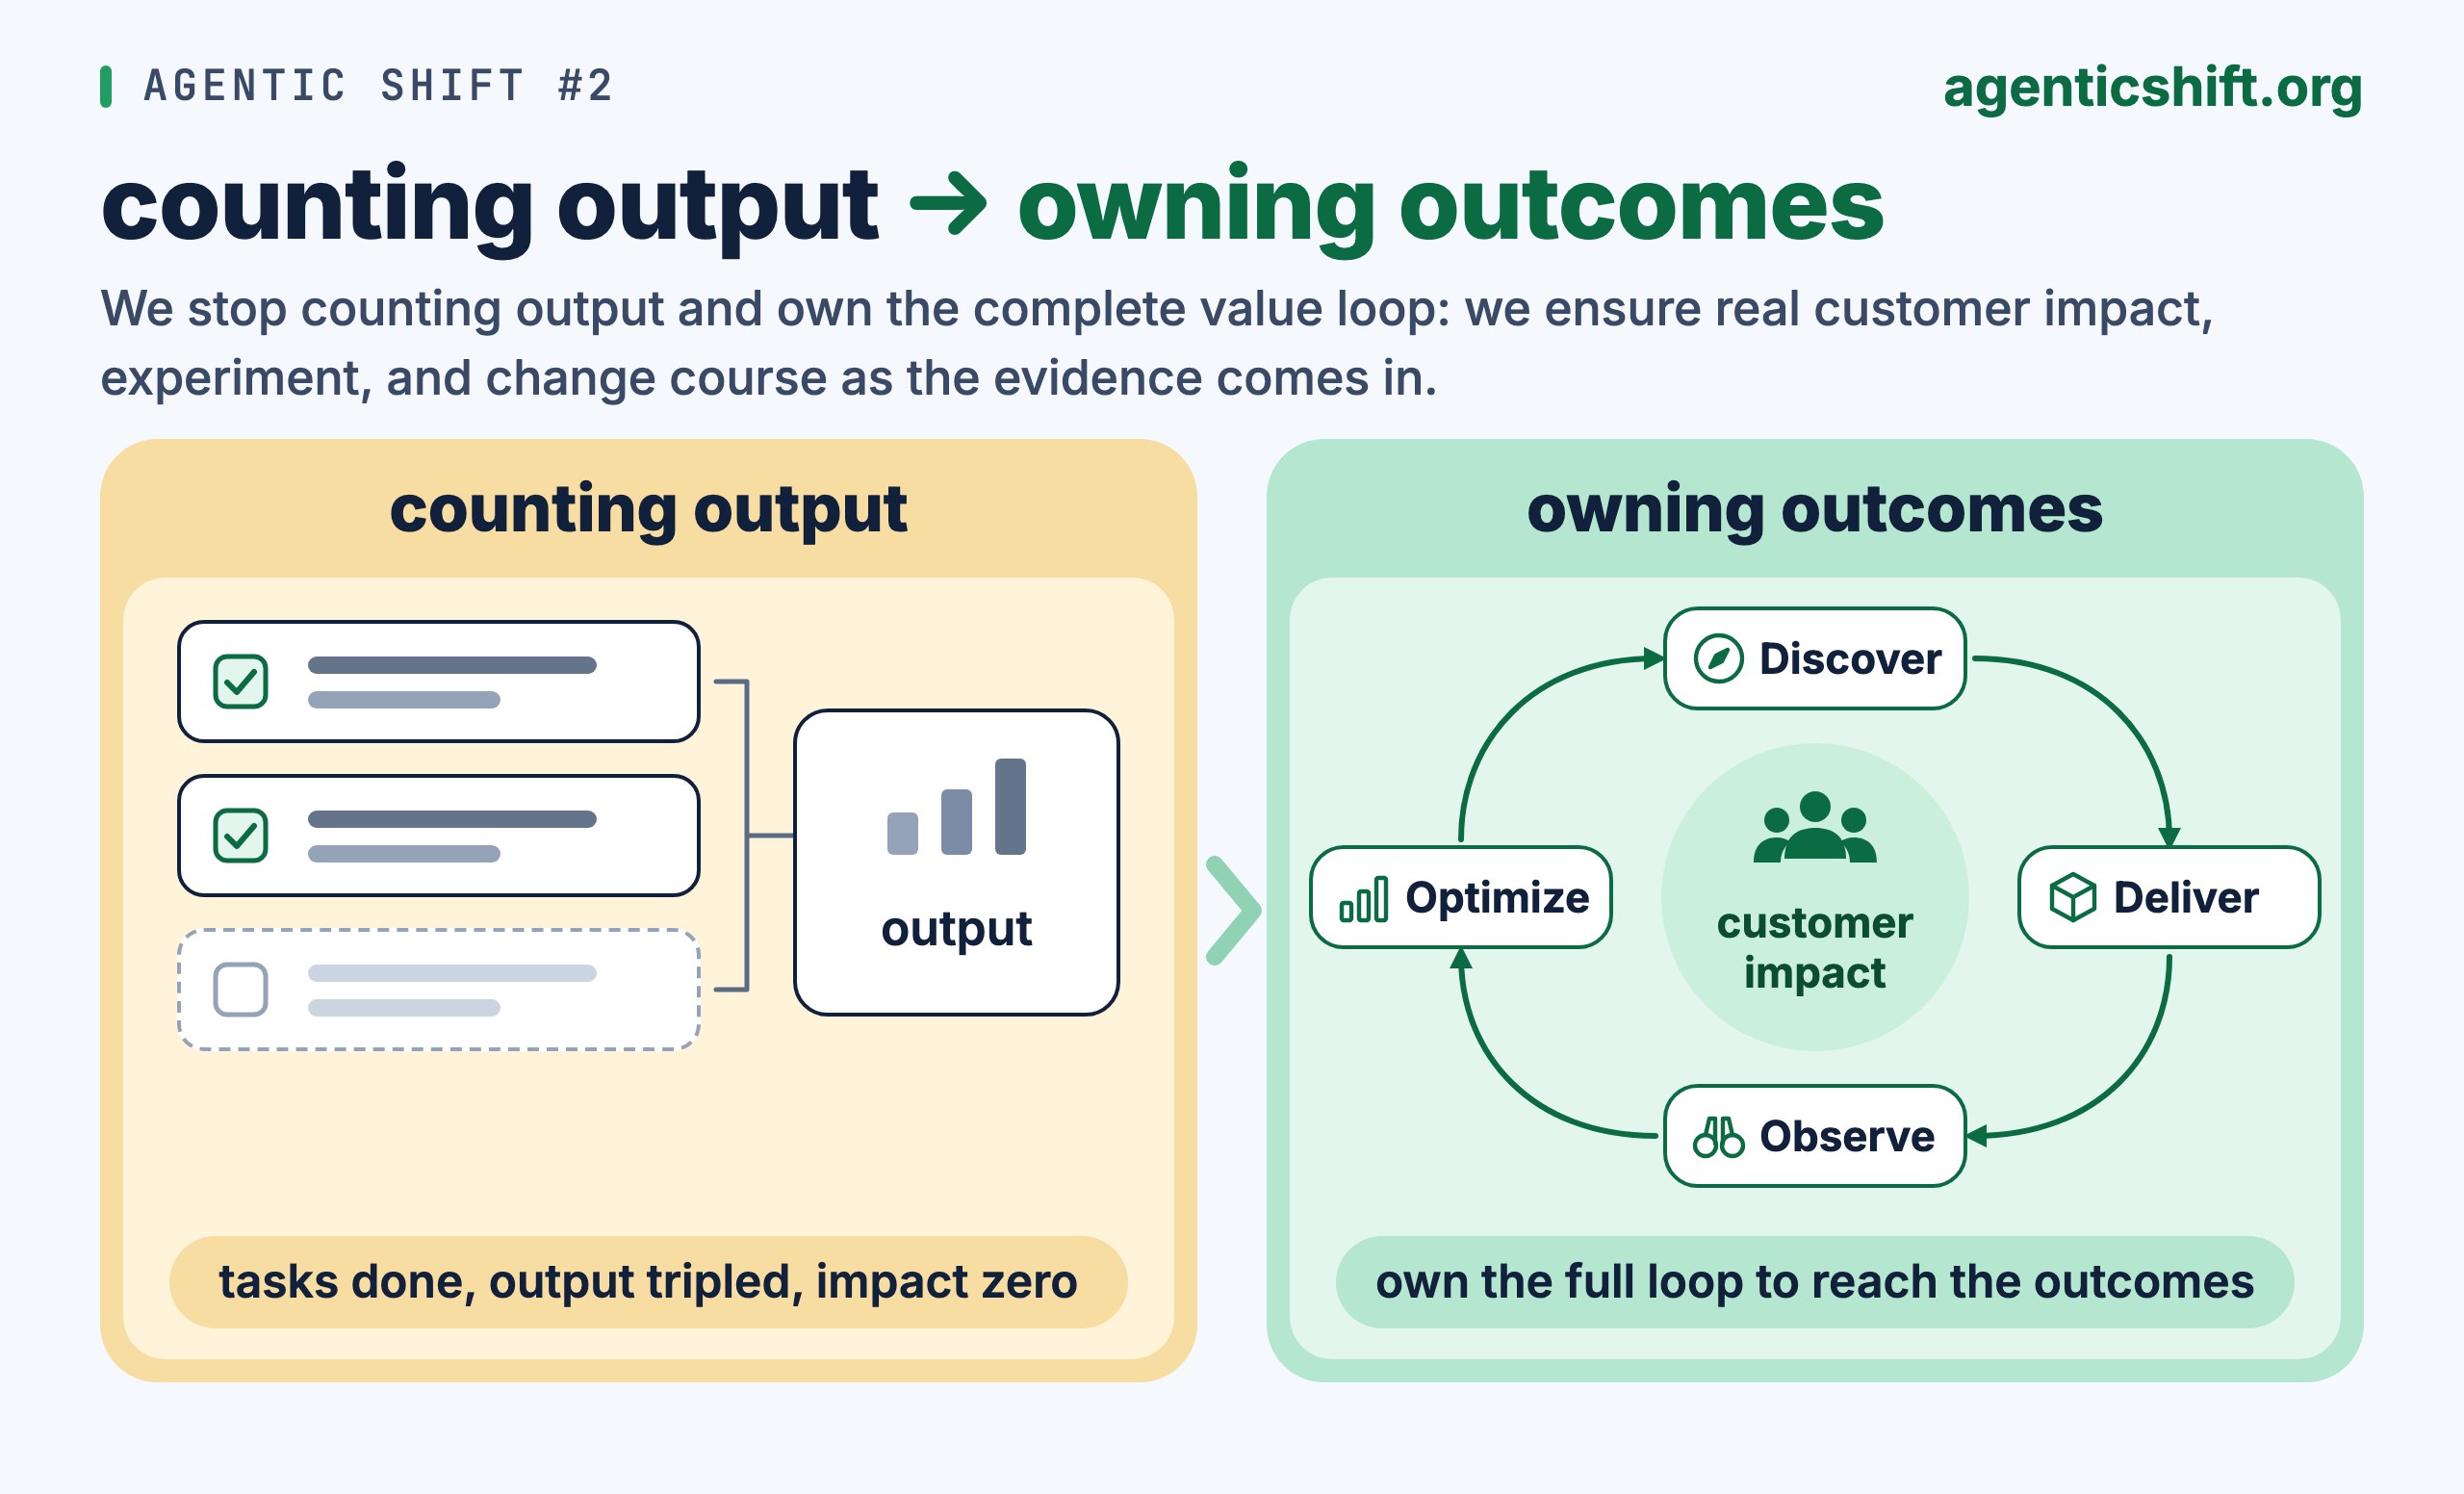 AGENTIC SHIFT #2
agenticshift.org
counting output → owning outcomes
We stop counting output and own the complete value loop: we ensure real customer impact,
experiment, and change course as the evidence comes in.
counting output
output
tasks done, output tripled, impact zero
owning outcomes
Discover
Optimize
customer
impact
Deliver
Observe
own the full loop to reach the outcomes